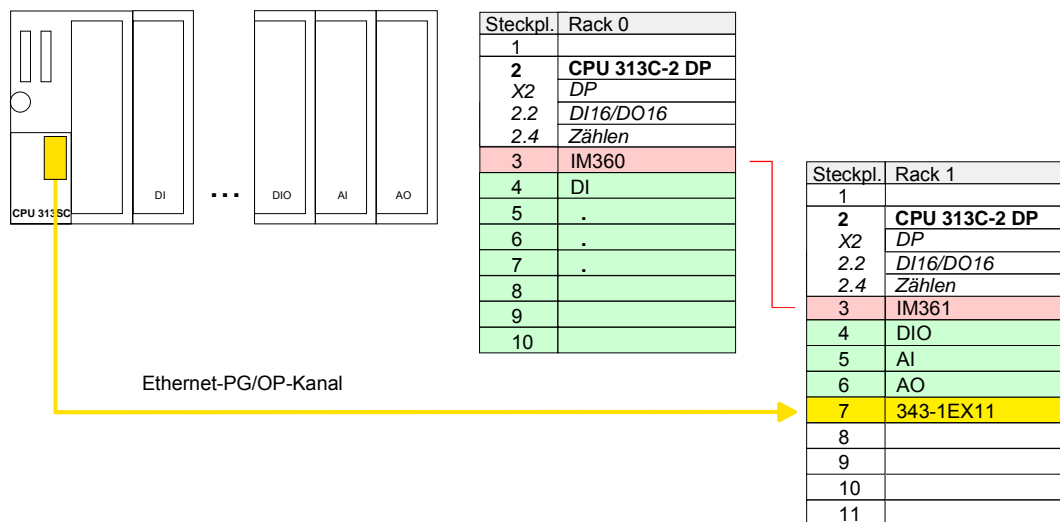 DI
...
DIO
AI
AO
CPU 313SC
Ethernet-PG/OP-Kanal
Steckpl. Rack 0
1
2 CPU 313C-2 DP
X2 DP
2.2 DI16/DO16
2.4 Zählen
3 IM360
4 DI
5 .
6 .
7 .
8
9
10
Steckpl. Rack 1
1
2 CPU 313C-2 DP
X2 DP
2.2 DI16/DO16
2.4 Zählen
3 IM361
4 DIO
5 AI
6 AO
7 343-1EX11
8
9
10
11